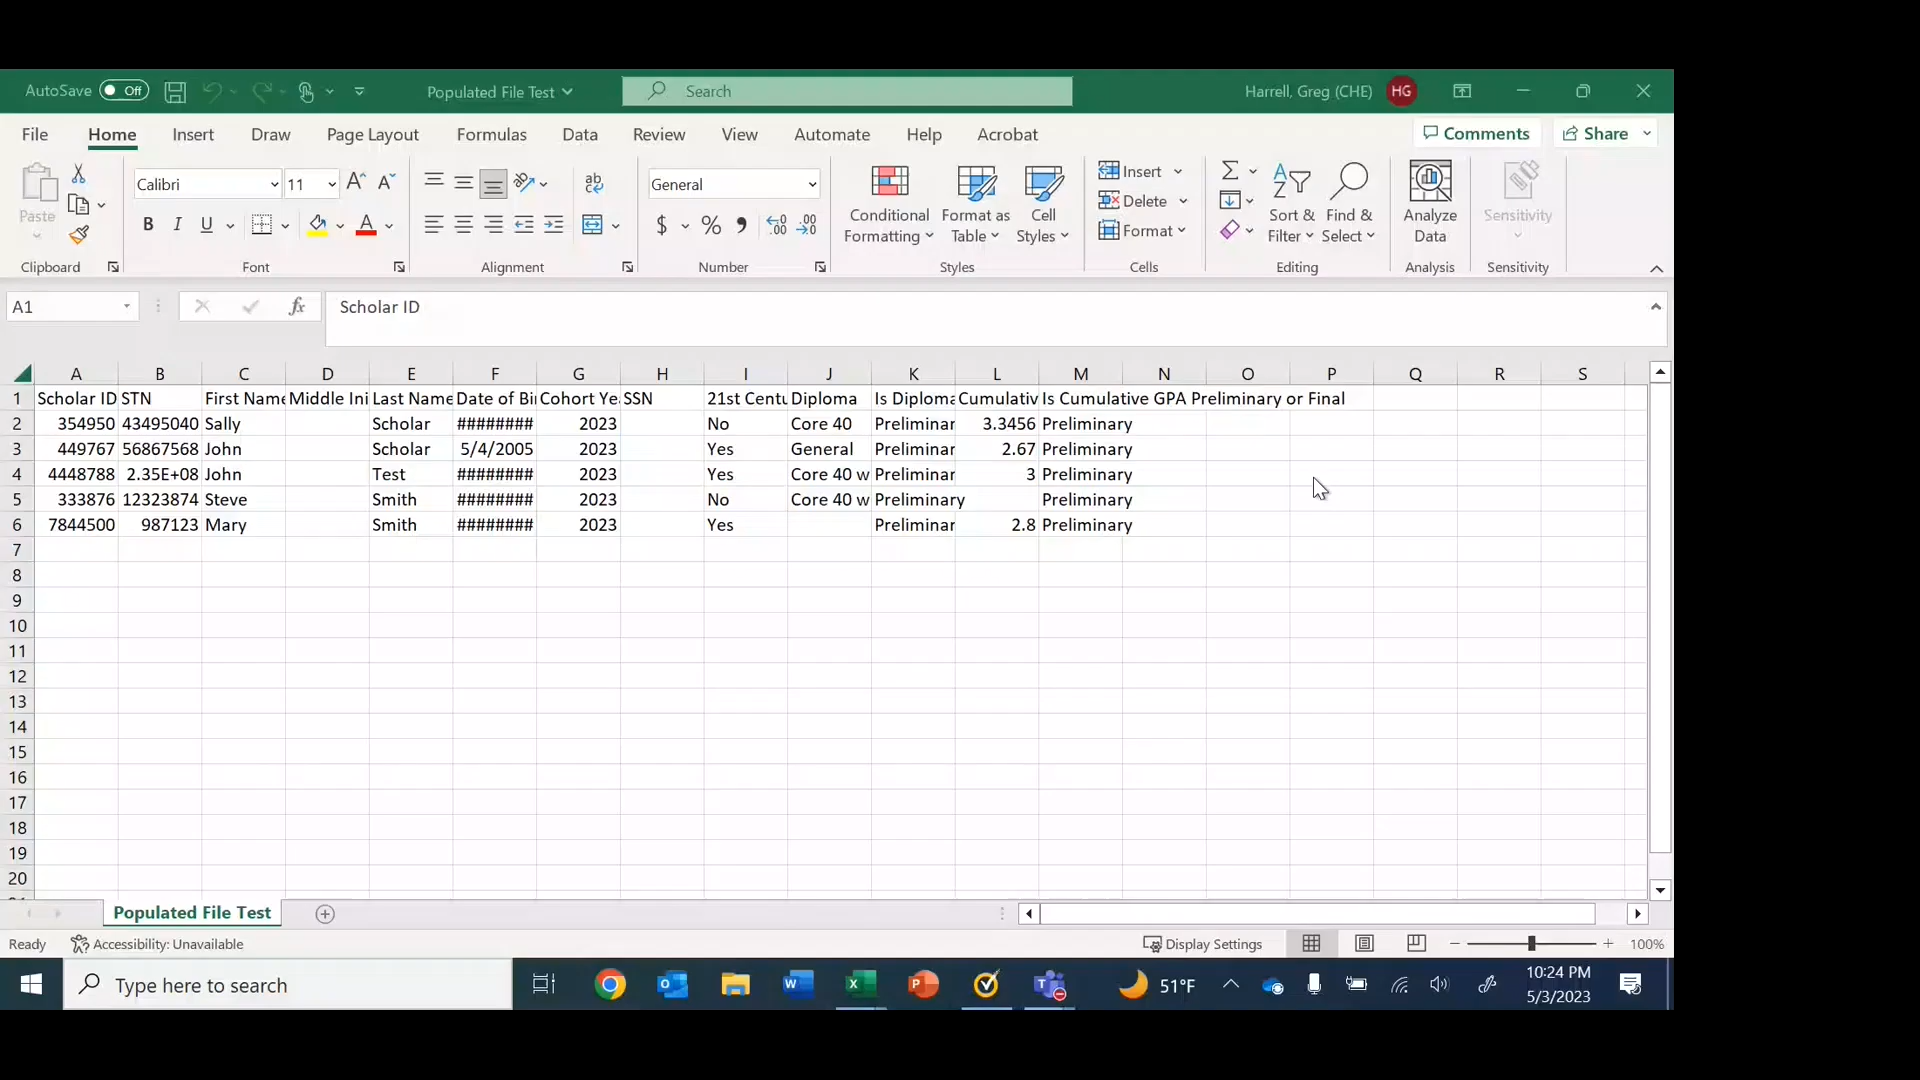 AutoSave Off Populated File Test Search Harrell, Greg (CHE) HG
File Home Insert Draw Page Layout Formulas Data Review View Automate Help Acrobat Comments Share
Paste Calibri 11 A A ab General Insert Σ A Z
Conditional Formatting Format as Table Cell Styles Delete Sort & Filter Find & Select Analyze Data Sensitivity
B I U A $ % 9 .00 Format
Clipboard Font Alignment Number Styles Cells Editing Analysis Sensitivity
A1 fx Scholar ID
A B C D E F G H I J K L M N O P Q R S
1 Scholar ID STN First Name Middle Ini Last Name Date of Bi Cohort Ye SSN 21st Centu Diploma Is Diploma Cumulativ Is Cumulative GPA Preliminary or Final
2 354950 43495040 Sally Scholar ######## 2023 No Core 40 Preliminar 3.3456 Preliminary
3 449767 56867568 John Scholar 5/4/2005 2023 Yes General Preliminar 2.67 Preliminary
4 4448788 2.35E+08 John Test ######## 2023 Yes Core 40 w Preliminar 3 Preliminary
5 333876 12323874 Steve Smith ######## 2023 No Core 40 w Preliminary Preliminary
6 7844500 987123 Mary Smith ######## 2023 Yes Preliminar 2.8 Preliminary
7
8
9
10
11
12
13
14
15
16
17
18
19
20
Populated File Test
Ready Accessibility: Unavailable Display Settings 100%
Type here to search 51°F 10:24 PM
5/3/2023